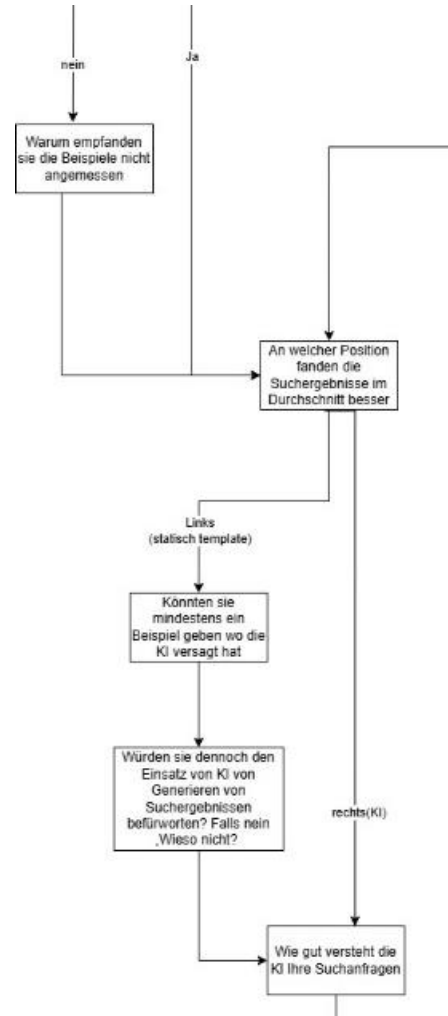 nein
Ja
Warum empfanden
sie die Beispiele nicht
angemessen
An welcher Position
fanden die
Suchergebnisse im
Durchschnitt besser
Links
(statisch template)
Könnten sie
mindestens ein
Beispiel geben wo die
KI versagt hat
Würden sie dennoch den
Einsatz von KI von
Generieren von
Suchergebnissen
befürworten? Falls nein
,Wieso nicht?
rechts(KI)
Wie gut versteht die
KI Ihre Suchanfragen